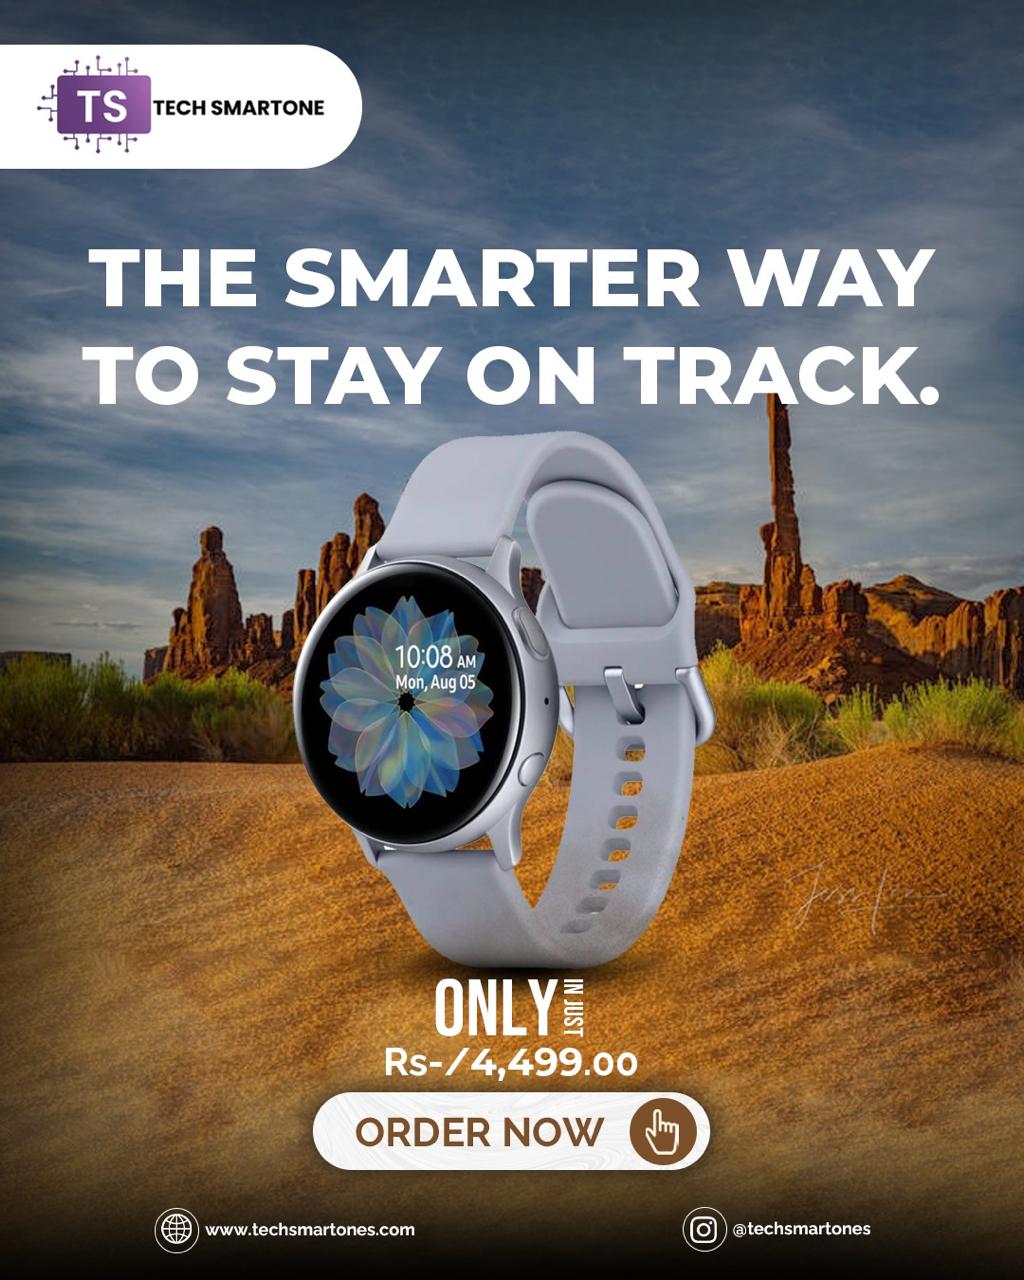 TS TECH SMARTONE
THE SMARTER WAY
TO STAY ON TRACK.
10:08 AM
Mon, Aug 05
ONLY IN JUST
Rs-/4,499.00
ORDER NOW
www.techsmartones.com
@techsmartones